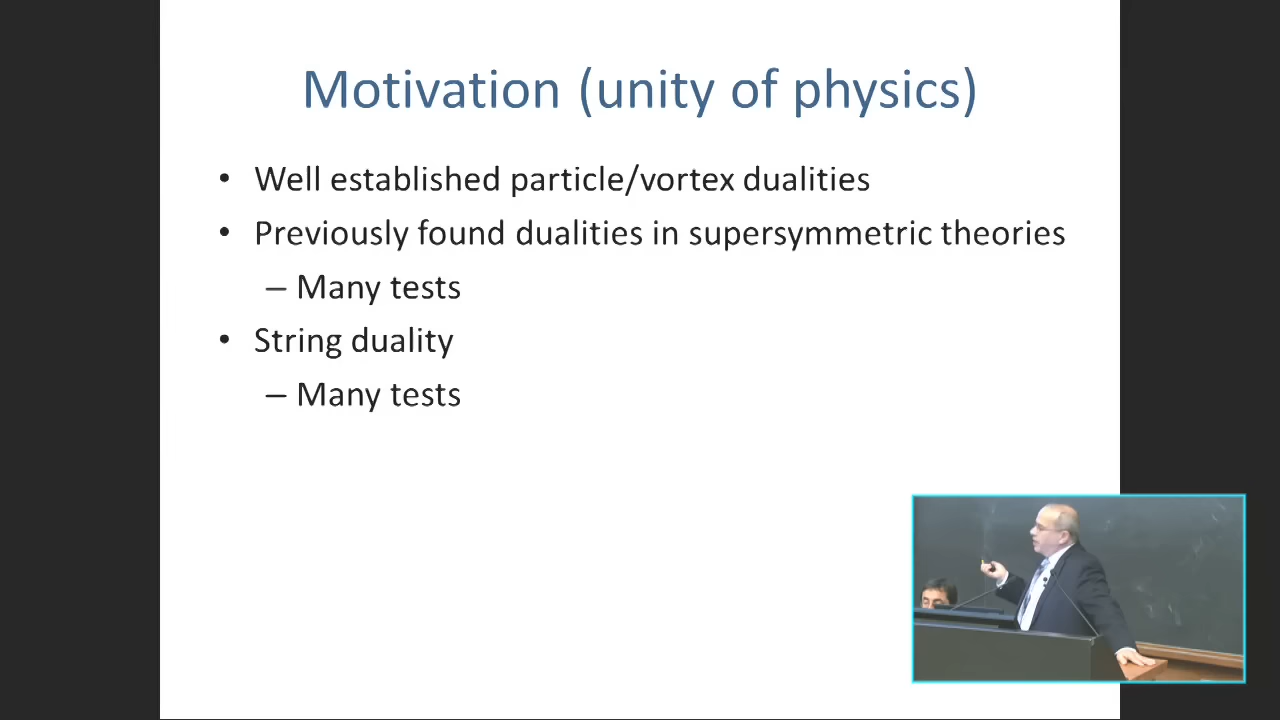 Motivation (unity of physics)
• Well established particle/vortex dualities
• Previously found dualities in supersymmetric theories
– Many tests
• String duality
– Many tests